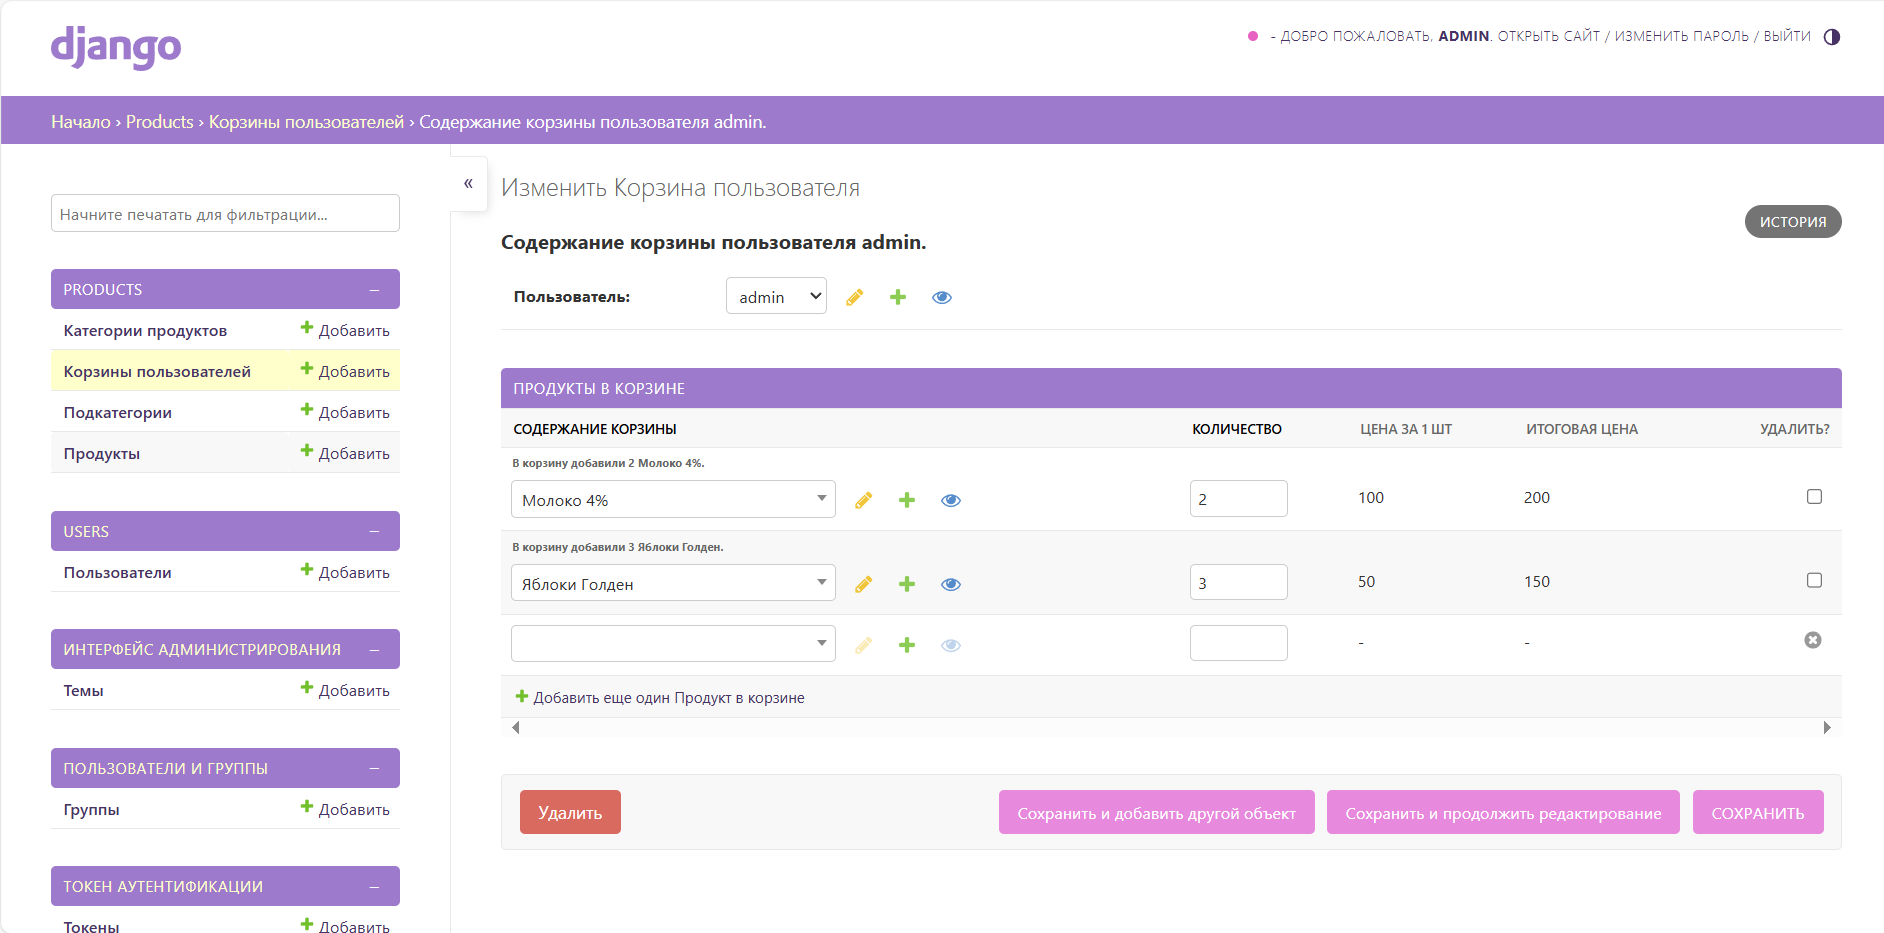 django
- ДОБРО ПОЖАЛОВАТЬ, ADMIN. ОТКРЫТЬ САЙТ / ИЗМЕНИТЬ ПАРОЛЬ / ВЫЙТИ
Начало › Products › Корзины пользователей › Содержание корзины пользователя admin.
Начните печатать для фильтрации...
PRODUCTS –
Категории продуктов Добавить
Корзины пользователей Добавить
Подкатегории Добавить
Продукты Добавить
USERS –
Пользователи Добавить
ИНТЕРФЕЙС АДМИНИСТРИРОВАНИЯ –
Темы Добавить
ПОЛЬЗОВАТЕЛИ И ГРУППЫ –
Группы Добавить
ТОКЕН АУТЕНТИФИКАЦИИ –
Токены Добавить
«
Изменить Корзина пользователя
ИСТОРИЯ
Содержание корзины пользователя admin.
Пользователь: admin
ПРОДУКТЫ В КОРЗИНЕ
СОДЕРЖАНИЕ КОРЗИНЫ КОЛИЧЕСТВО ЦЕНА ЗА 1 ШТ ИТОГОВАЯ ЦЕНА УДАЛИТЬ?
В корзину добавили 2 Молоко 4%.
Молоко 4% 2 100 200
В корзину добавили 3 Яблоки Голден.
Яблоки Голден 3 50 150
- -
Добавить еще один Продукт в корзине
Удалить Сохранить и добавить другой объект Сохранить и продолжить редактирование СОХРАНИТЬ